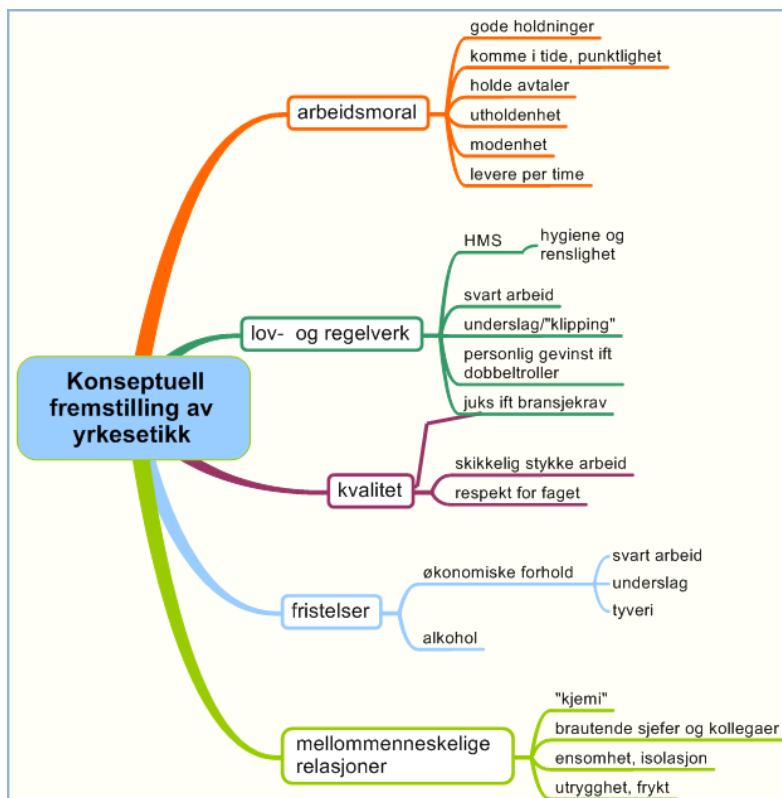 gode holdninger
komme i tide, punktlighet
holde avtaler
arbeidsmoral
utholdenhet
modenhet
levere per time
HMS
hygiene og
renslighet
svart arbeid
lov-  og regelverk
underslag/"klipping"
personlig gevinst ift
dobbeltroller
juks ift bransjekrav
Konseptuell
fremstilling av
yrkesetikk
kvalitet
skikkelig stykke arbeid
respekt for faget
fristelser
økonomiske forhold
svart arbeid
underslag
tyveri
alkohol
mellommenneskelige
relasjoner
"kjemi"
brautende sjefer og kollegaer
ensomhet, isolasjon
utrygghet, frykt